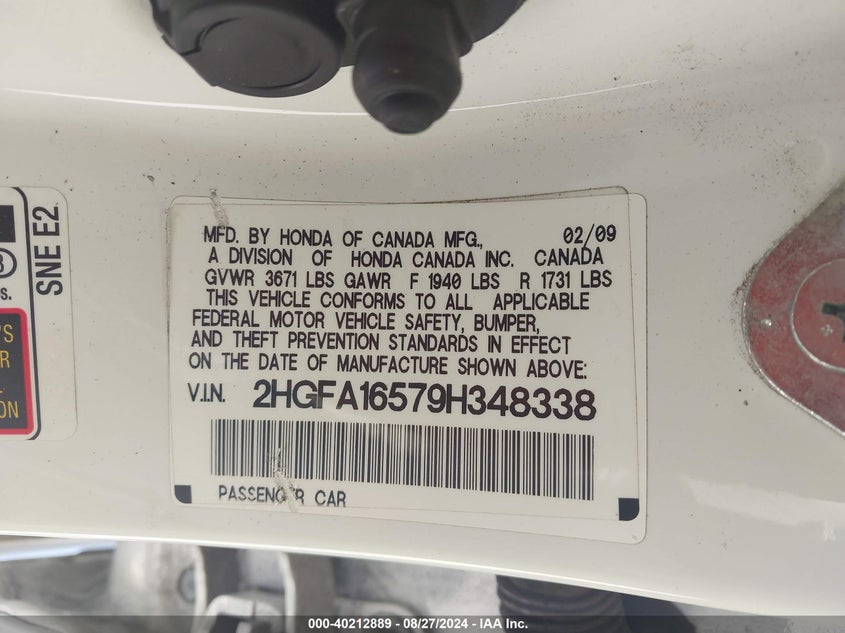 SNE E2
S.
'S
R
ON
MFD. BY HONDA OF CANADA MFG., 02/09
A DIVISION OF HONDA CANADA INC. CANADA
GVWR 3671 LBS GAWR F 1940 LBS R 1731 LBS
THIS VEHICLE CONFORMS TO ALL APPLICABLE
FEDERAL MOTOR VEHICLE SAFETY, BUMPER,
AND THEFT PREVENTION STANDARDS IN EFFECT
ON THE DATE OF MANUFACTURE SHOWN ABOVE:
V.I.N. 2HGFA16579H348338
PASSENGER CAR
000-40212889 - 08/27/2024 - IAA Inc.